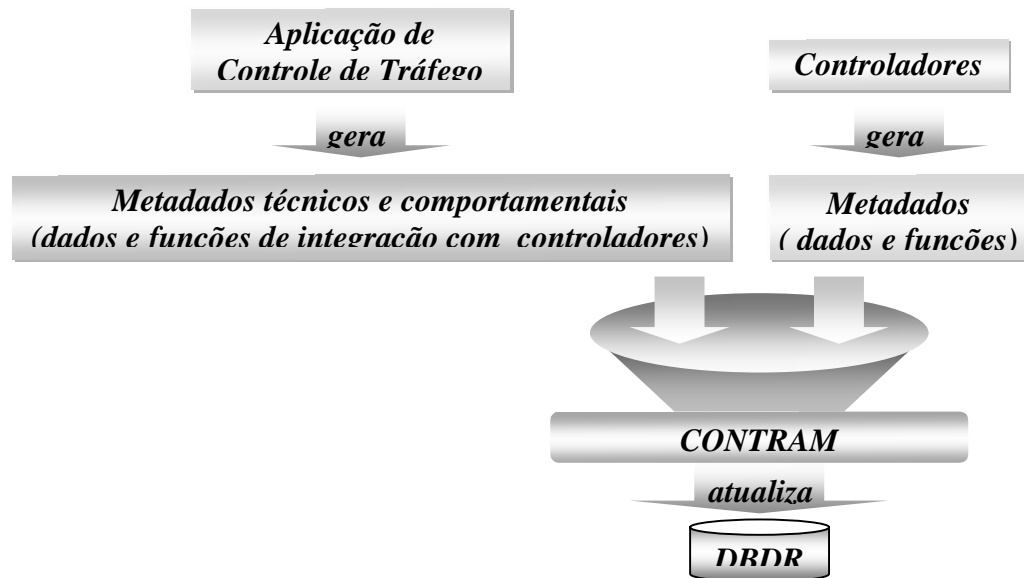 Aplicação de
Controle de Tráfego
Controladores
gera
gera
Metadados técnicos e comportamentais
(dados e funções de integração com controladores)
Metadados
( dados e funções)
CONTRAM
atualiza
DBDR